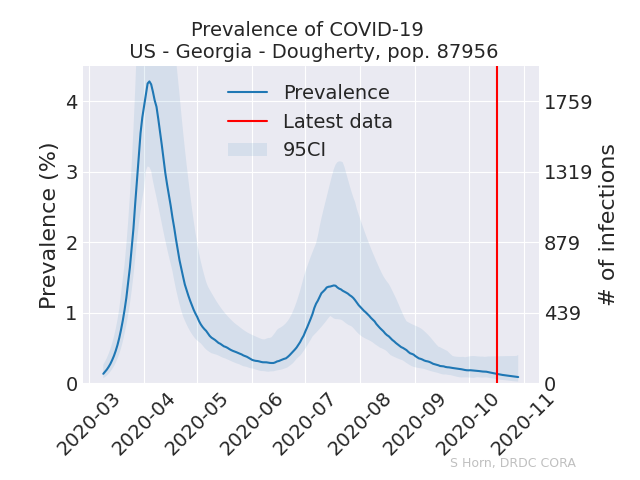 Prevalence of COVID-19
US - Georgia - Dougherty, pop. 87956
Prevalence
Latest data
95CI
Prevalence (%)
4
3
2
1
0
1759
1319
879
439
0
# of infections
2020-03
2020-04
2020-05
2020-06
2020-07
2020-08
2020-09
2020-10
2020-11
S Horn, DRDC CORA